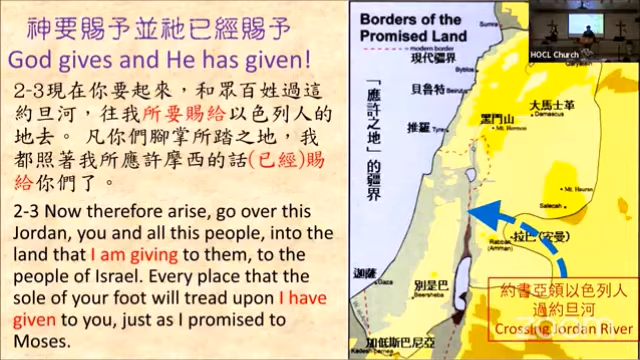 神要賜予並祂已經賜予
God gives and He has given!
2-3現在你要起來，和眾百姓過這
約旦河，往我所要賜給以色列人的
地去。 凡你們腳掌所踏之地，我
都照著我所應許摩西的話(已經)賜
給你們了。
2-3 Now therefore arise, go over this
Jordan, you and all this people, into the
land that I am giving to them, to the
people of Israel. Every place that the
sole of your foot will tread upon I have
given to you, just as I promised to
Moses.
Borders of the
Promised Land
modern border
現代疆界
「應許之地」的疆界
Sumra
Byblos
貝魯特 Beirut
推羅 Tyre
黑門山
Mt. Hermon
大馬士革
Damascus
Mt. Hauran
Salecah
拉巴(安曼)
Rabbah
(Amman)
迦薩
Gaza
別是巴
Beersheba
加低斯巴尼亞
Kadesh-barnea
約書亞領以色列人
過約旦河
Crossing Jordan River
HOCL Church
zoom